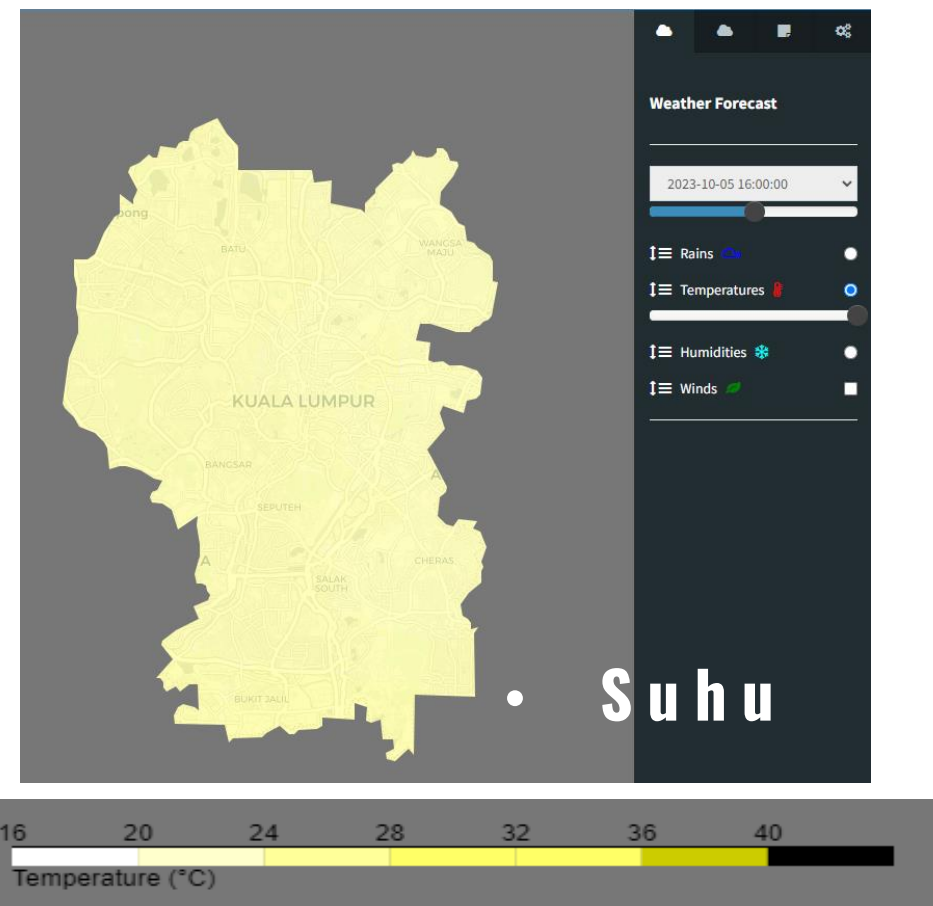 Weather Forecast
2023-10-05 16:00:00
Rains
Temperatures
Humidities
Winds
pong
BATU
WANGSA
MAJU
KUALA LUMPUR
BANGSAR
A
SEPUTEH
A
CHERAS
SALAK
SOUTH
BUKIT JALIL
• Suhu
16 20 24 28 32 36 40
Temperature (°C)